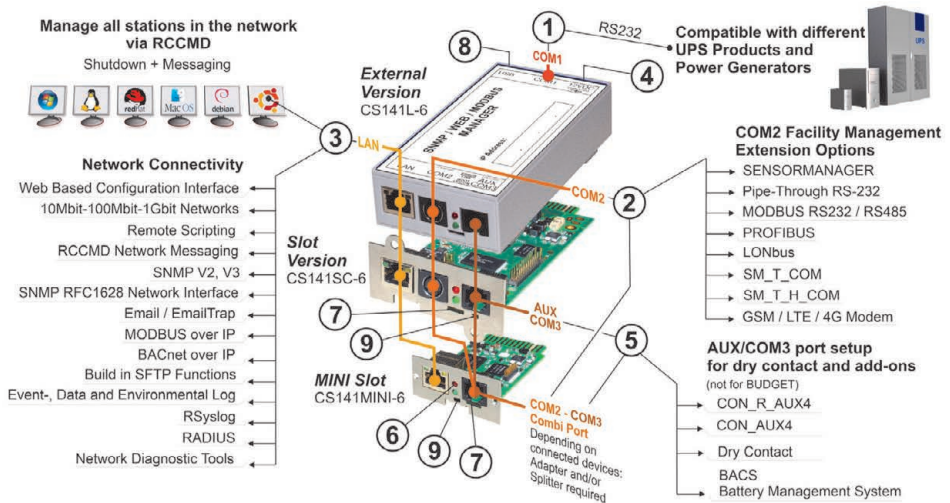 Manage all stations in the network
via RCCMD
Shutdown + Messaging
redhat
Mac OS
debian
3
LAN
Network Connectivity
Web Based Configuration Interface
10Mbit-100Mbit-1Gbit Networks
Remote Scripting
RCCMD Network Messaging
SNMP V2, V3
SNMP RFC1628 Network Interface
Email / EmailTrap
MODBUS over IP
BACnet over IP
Build in SFTP Functions
Event-, Data and Environmental Log
RSyslog
RADIUS
Network Diagnostic Tools
External
Version
CS141L-6
8
1
COM1
RS232
4
SNMP / WEB / MODBUS
MANAGER
IP Address:
LAN
COM2
AUX
COM2
2
Slot
Version
CS141SC-6
7
9
AUX
COM3
5
MINI Slot
CS141MINI-6
6
9
7
COM2 - COM3
Combi Port
Depending on
connected devices:
Adapter and/or
Splitter required
Compatible with different
UPS Products and
Power Generators
UPS
COM2 Facility Management
Extension Options
SENSORMANAGER
Pipe-Through RS-232
MODBUS RS232 / RS485
PROFIBUS
LONbus
SM_T_COM
SM_T_H_COM
GSM / LTE / 4G Modem
AUX/COM3 port setup
for dry contact and add-ons
(not for BUDGET)
CON_R_AUX4
CON_AUX4
Dry Contact
BACS
Battery Management System